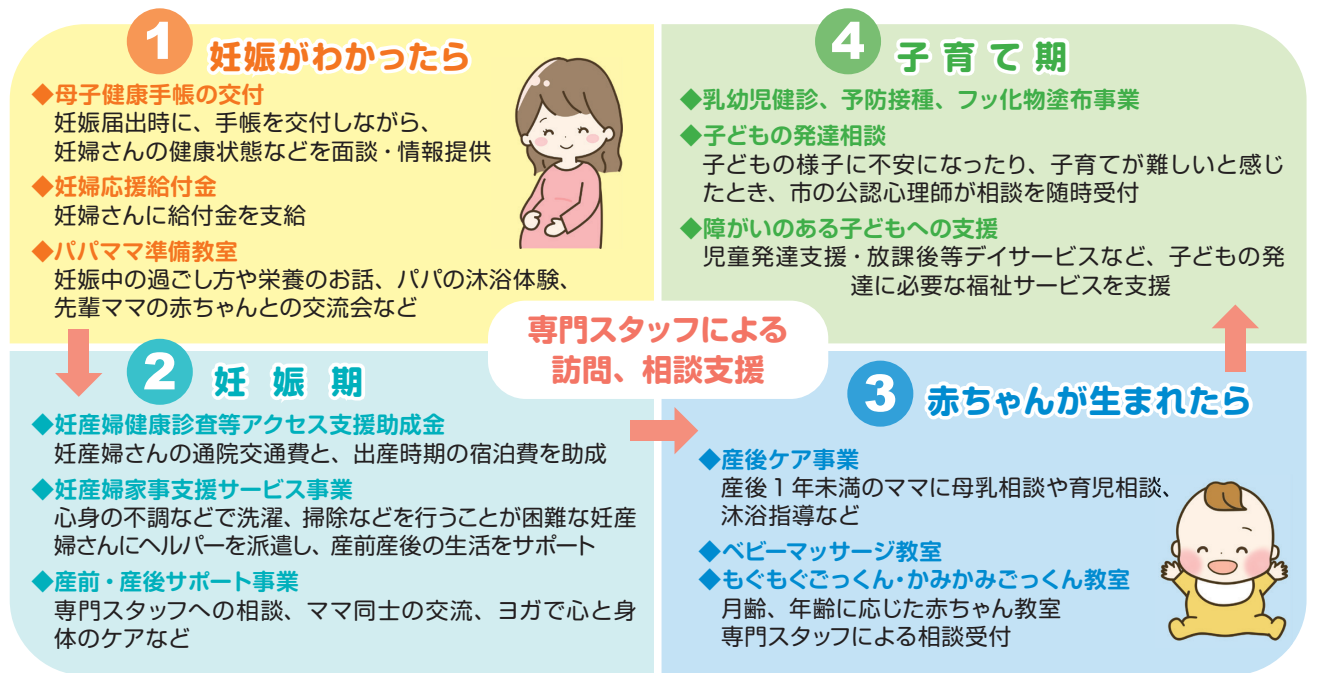 1 妊娠がわかったら
◆母子健康手帳の交付
妊娠届出時に、手帳を交付しながら、
妊婦さんの健康状態などを面談・情報提供
◆妊婦応援給付金
妊婦さんに給付金を支給
◆パパママ準備教室
妊娠中の過ごし方や栄養のお話、パパの沐浴体験、
先輩ママの赤ちゃんとの交流会など
2 妊娠期
◆妊産婦健康診査等アクセス支援助成金
妊産婦さんの通院交通費と、出産時期の宿泊費を助成
◆妊産婦家事支援サービス事業
心身の不調などで洗濯、掃除などを行うことが困難な妊産
婦さんにヘルパーを派遣し、産前産後の生活をサポート
◆産前・産後サポート事業
専門スタッフへの相談、ママ同士の交流、ヨガで心と身
体のケアなど
専門スタッフによる
訪問、相談支援
3 赤ちゃんが生まれたら
◆産後ケア事業
産後1年未満のママに母乳相談や育児相談、
沐浴指導など
◆ベビーマッサージ教室
◆もぐもぐごっくん・かみかみごっくん教室
月齢、年齢に応じた赤ちゃん教室
専門スタッフによる相談受付
4 子育て期
◆乳幼児健診、予防接種、フッ化物塗布事業
◆子どもの発達相談
子どもの様子に不安になったり、子育てが難しいと感じ
たとき、市の公認心理師が相談を随時受付
◆障がいのある子どもへの支援
児童発達支援・放課後等デイサービスなど、子どもの発
達に必要な福祉サービスを支援